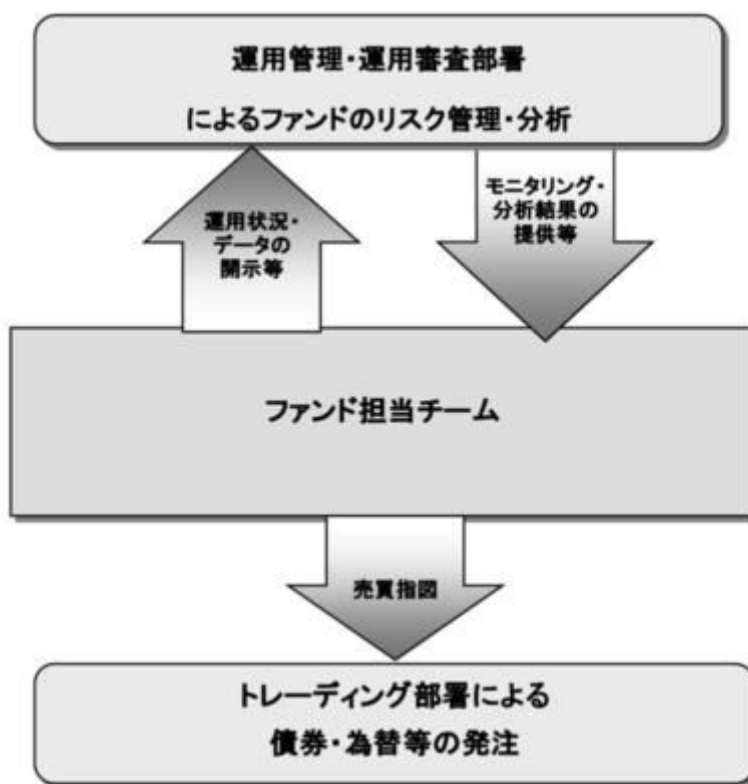 運用管理・運用審査部署
によるファンドのリスク管理・分析
運用状況・
データの
開示等
モニタリング・
分析結果の
提供等
ファンド担当チーム
売買指図
トレーディング部署による
債券・為替等の発注